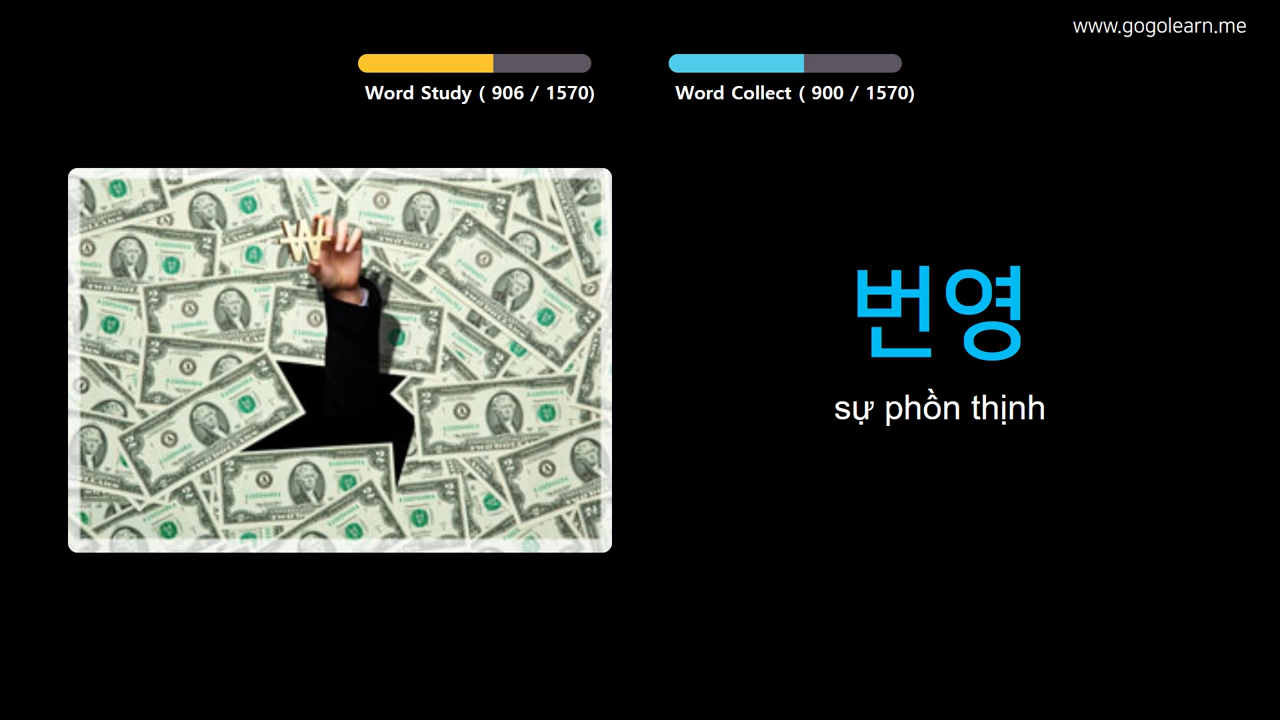 www.gogolearn.me
Word Study ( 906 / 1570)
Word Collect ( 900 / 1570)
번영
sự phồn thịnh